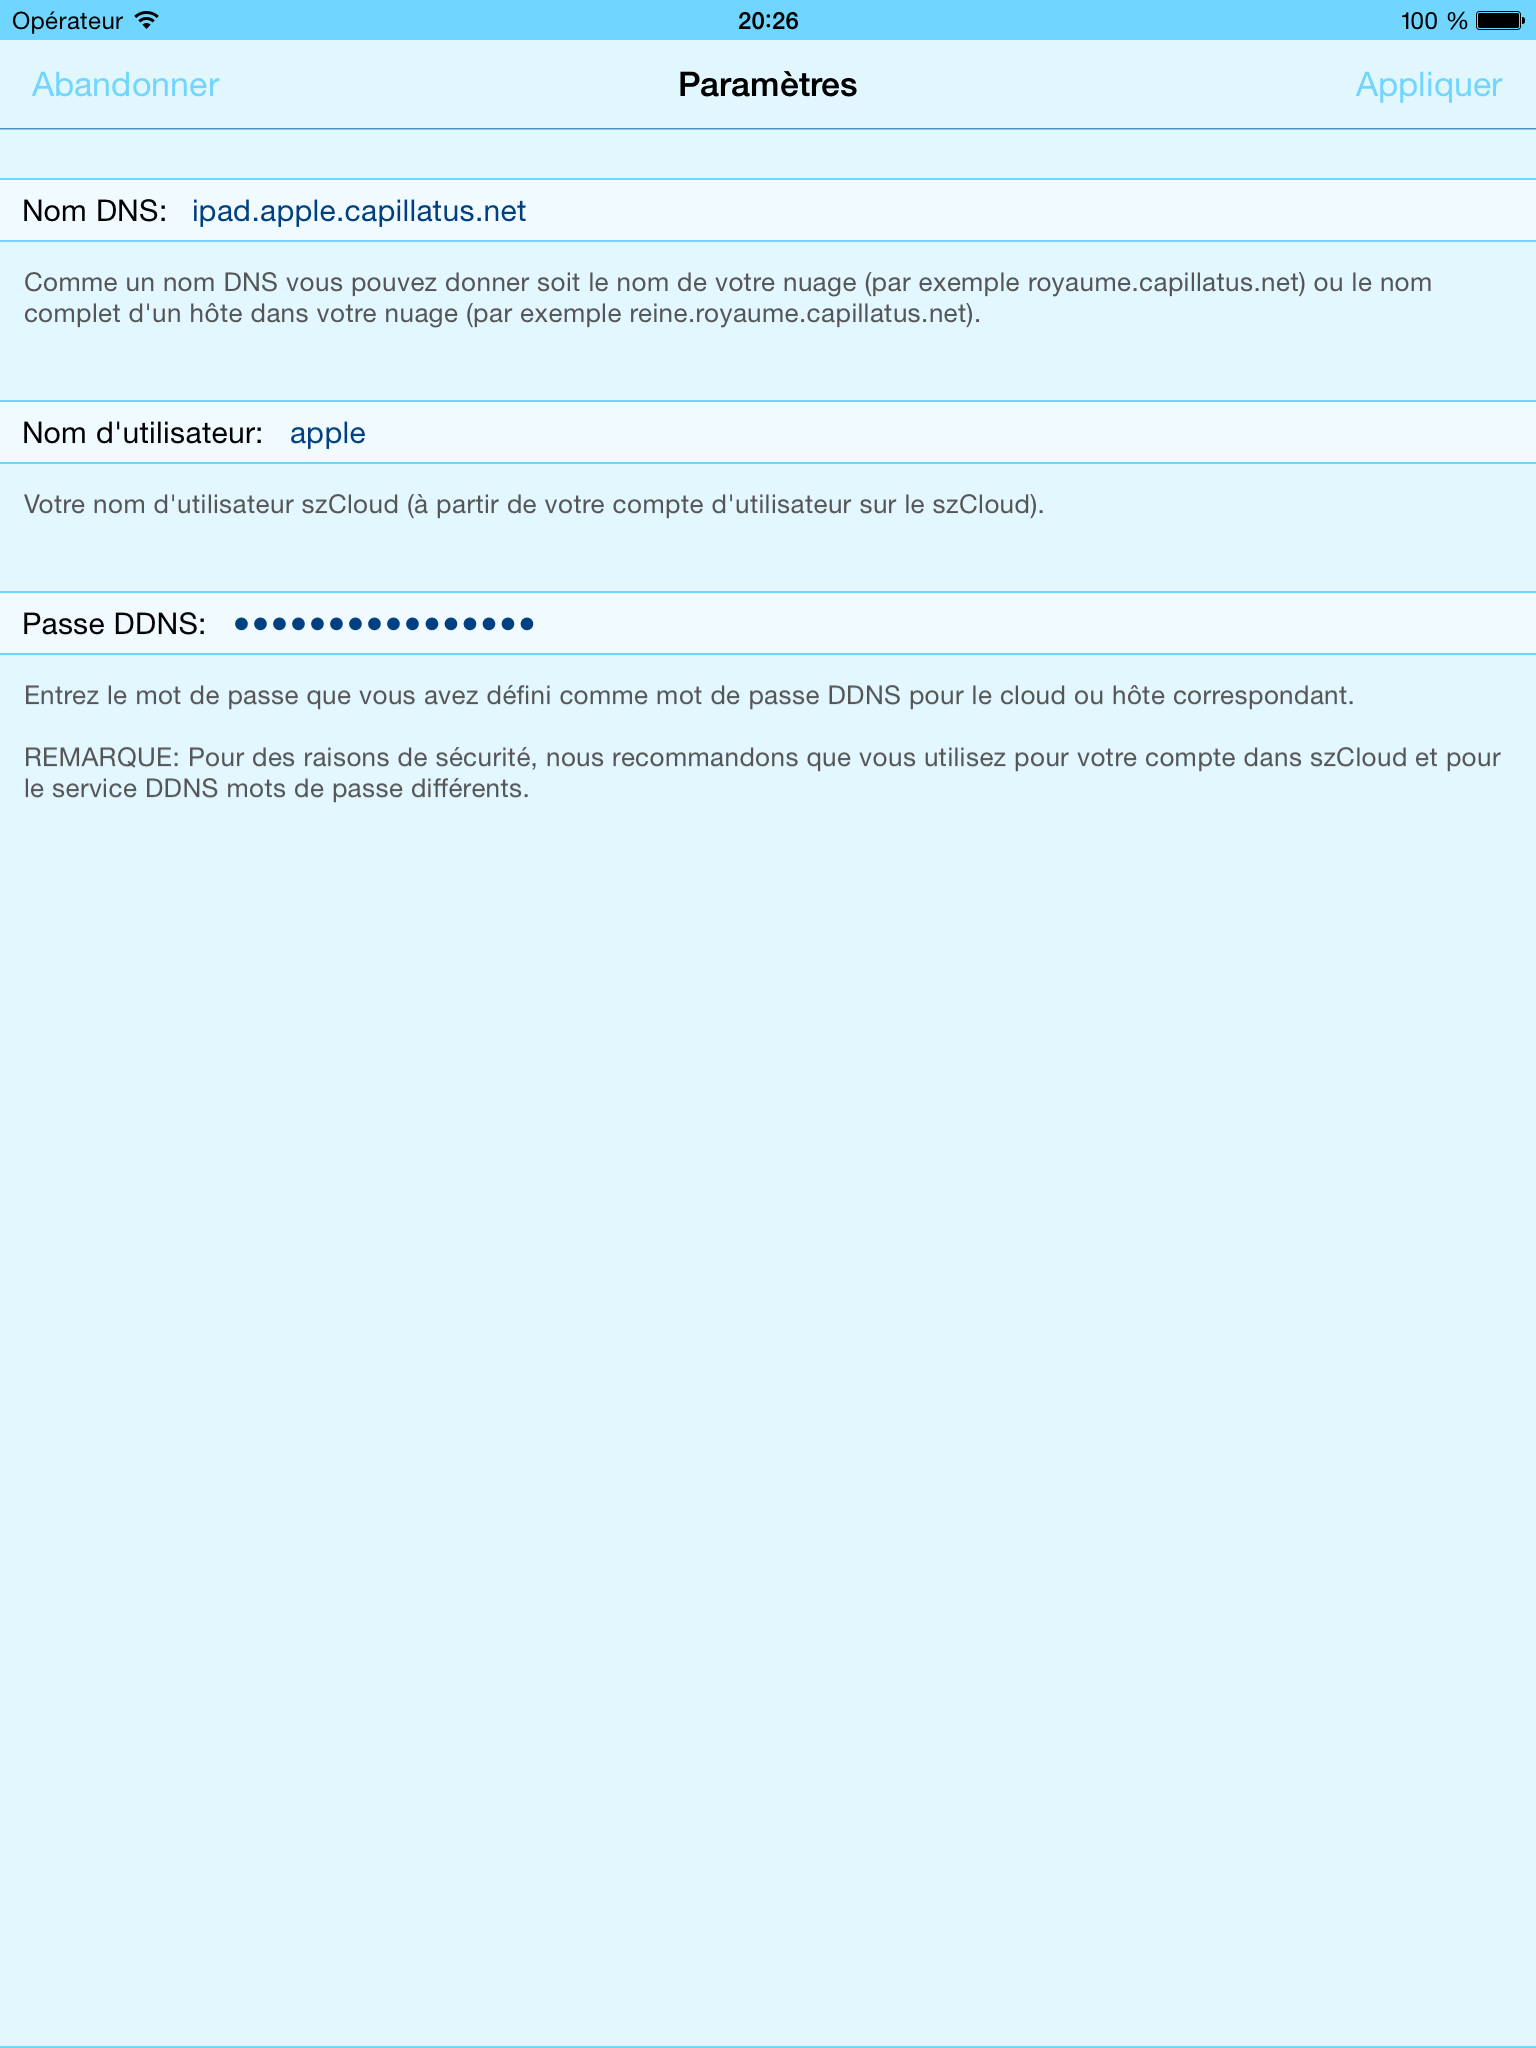 Opérateur 20:26 100 %
Abandonner Paramètres Appliquer
Nom DNS: ipad.apple.capillatus.net
Comme un nom DNS vous pouvez donner soit le nom de votre nuage (par exemple royaume.capillatus.net) ou le nom
complet d'un hôte dans votre nuage (par exemple reine.royaume.capillatus.net).
Nom d'utilisateur: apple
Votre nom d'utilisateur szCloud (à partir de votre compte d'utilisateur sur le szCloud).
Passe DDNS: ••••••••••••••••
Entrez le mot de passe que vous avez défini comme mot de passe DDNS pour le cloud ou hôte correspondant.
REMARQUE: Pour des raisons de sécurité, nous recommandons que vous utilisez pour votre compte dans szCloud et pour
le service DDNS mots de passe différents.